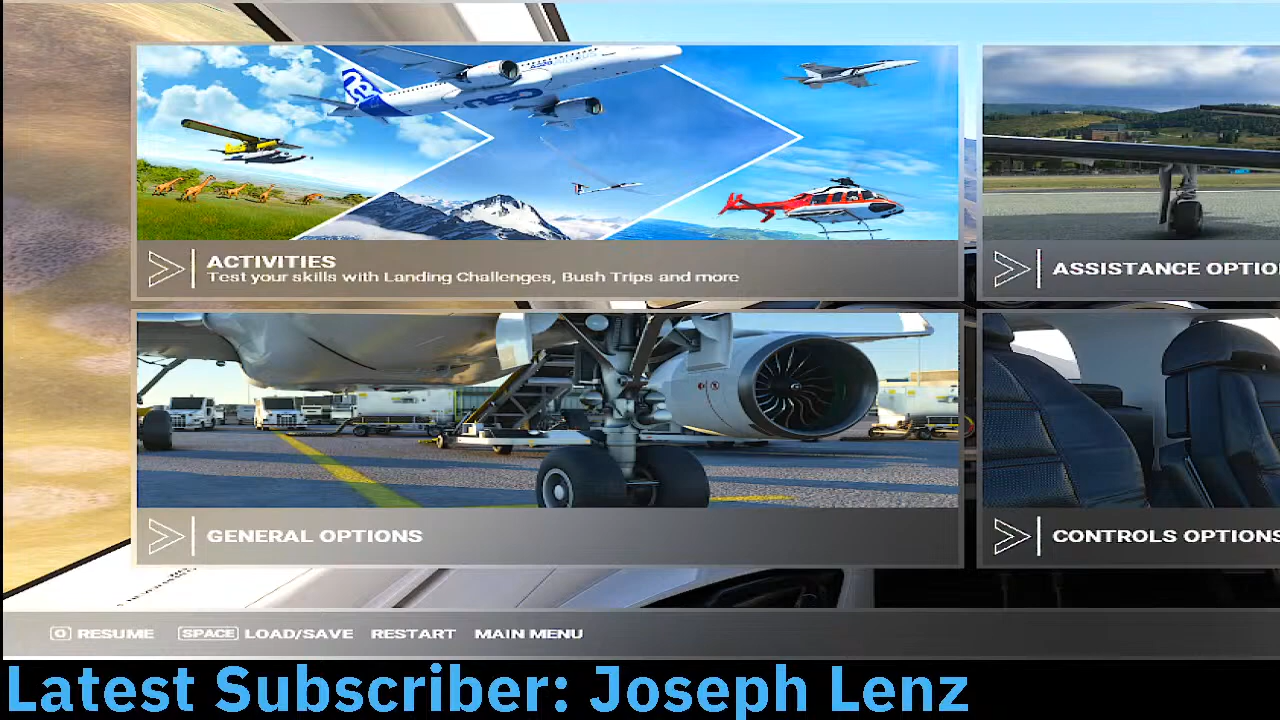 ACTIVITIES
Test your skills with Landing Challenges, Bush Trips and more
ASSISTANCE OPTIO
GENERAL OPTIONS
CONTROLS OPTIONS
RESUME SPACE LOAD/SAVE RESTART MAIN MENU
Latest Subscriber: Joseph Lenz